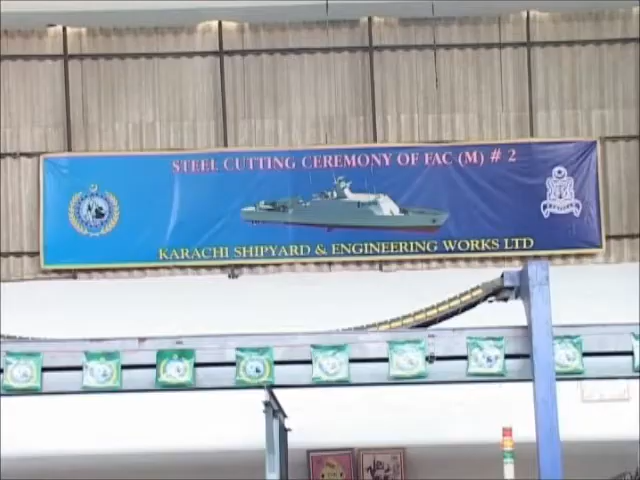 STEEL CUTTING CEREMONY OF FAC (M) # 2
KARACHI SHIPYARD & ENGINEERING WORKS LTD